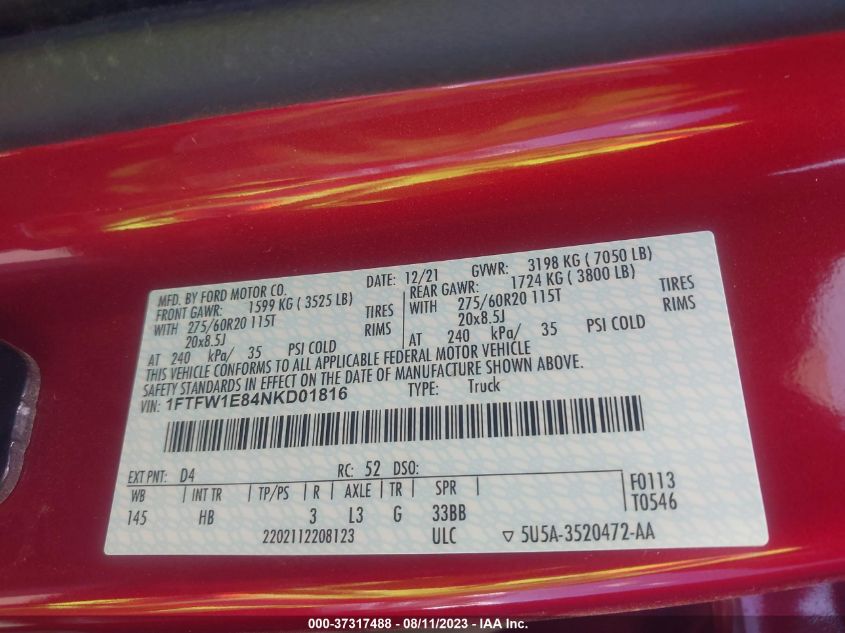 MFD. BY FORD MOTOR CO.
DATE: 12/21 GVWR: 3198 KG ( 7050 LB)
FRONT GAWR: 1599 KG ( 3525 LB)
REAR GAWR: 1724 KG ( 3800 LB)
WITH 275/60R20 115T TIRES
WITH 275/60R20 115T TIRES
20x8.5J RIMS
20x8.5J RIMS
AT 240 kPa/ 35 PSI COLD
AT 240 kPa/ 35 PSI COLD
THIS VEHICLE CONFORMS TO ALL APPLICABLE FEDERAL MOTOR VEHICLE
SAFETY STANDARDS IN EFFECT ON THE DATE OF MANUFACTURE SHOWN ABOVE.
VIN: 1FTFW1E84NKD01816 TYPE: Truck
EXT PNT: D4 RC: 52 DSO:
WB INT TR TP/PS R AXLE TR SPR F0113
145 HB 3 L3 G 33BB T0546
2202112208123 ULC ▽ 5U5A-3520472-AA
000-37317488 - 08/11/2023 - IAA Inc.